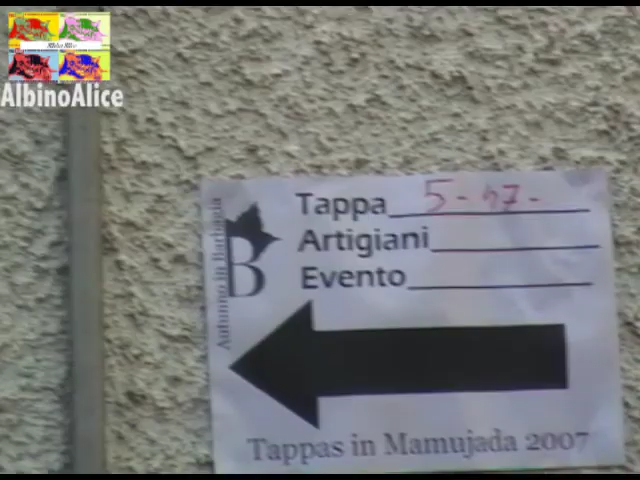 AlbinoAlice
Autunno in Barbagia
B
Tappa 5-47-
Artigiani
Evento
Tappas in Mamujada 2007